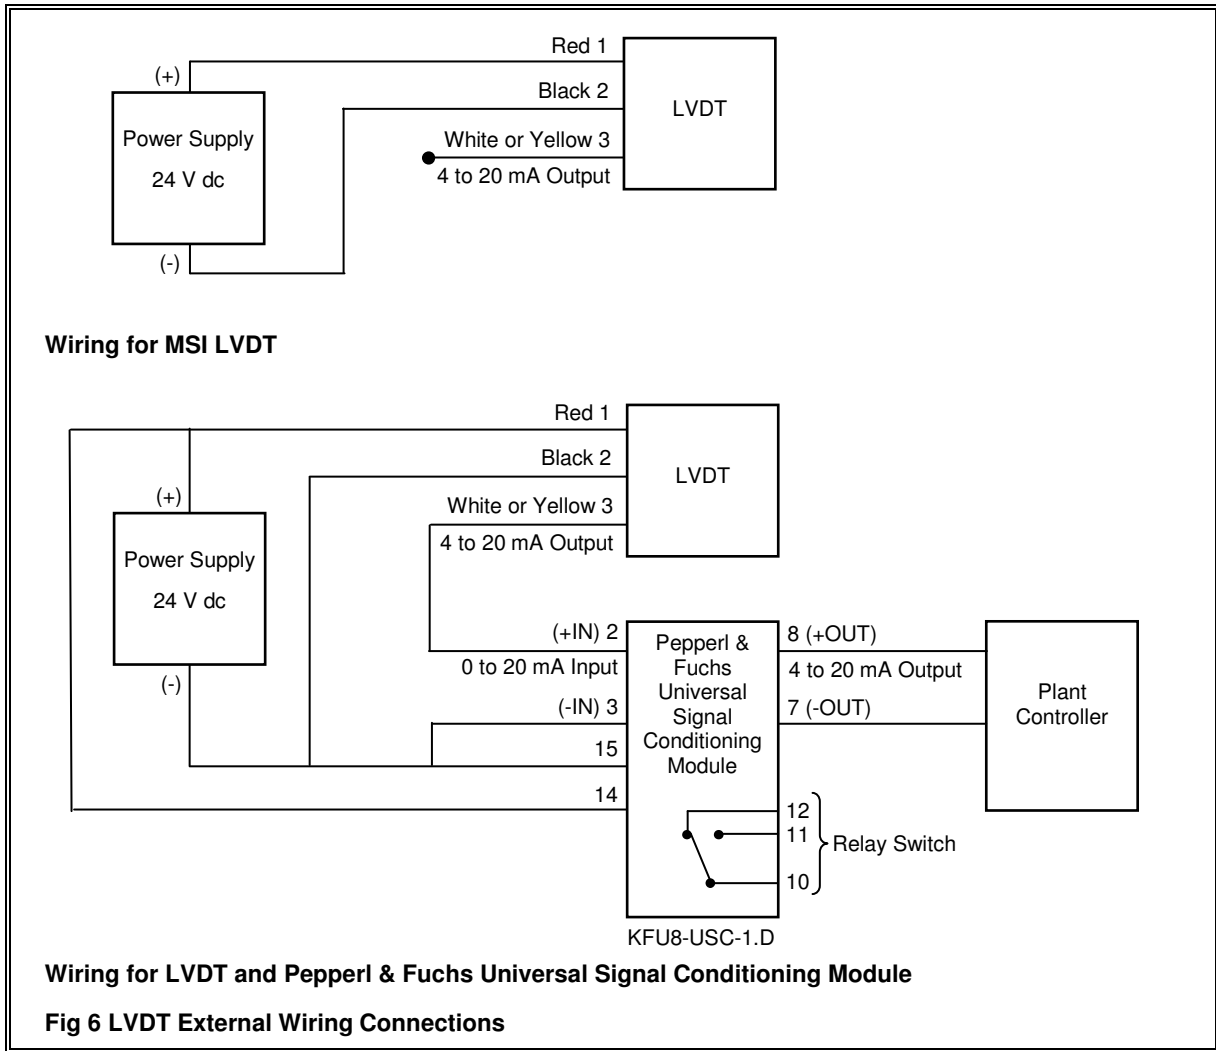 Red 1
(+)
Black 2
LVDT
Power Supply
24 V dc
White or Yellow 3
4 to 20 mA Output
(-)
Wiring for MSI LVDT
Red 1
Black 2
LVDT
(+)
White or Yellow 3
4 to 20 mA Output
Power Supply
24 V dc
(-)
(+IN) 2
0 to 20 mA Input
(-IN) 3
15
14
Pepperl &
Fuchs
Universal
Signal
Conditioning
Module
8 (+OUT)
4 to 20 mA Output
7 (-OUT)
Plant
Controller
12
11
10
Relay Switch
KFU8-USC-1.D
Wiring for LVDT and Pepperl & Fuchs Universal Signal Conditioning Module
Fig 6 LVDT External Wiring Connections